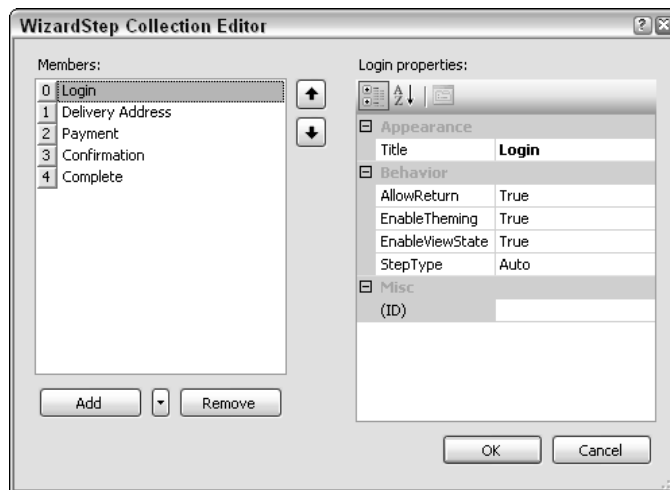 WizardStep Collection Editor
Members:
0 Login
1 Delivery Address
2 Payment
3 Confirmation
4 Complete
Add
Remove
Login properties:
Appearance
Title Login
Behavior
AllowReturn True
EnableTheming True
EnableViewState True
StepType Auto
Misc
(ID)
OK
Cancel